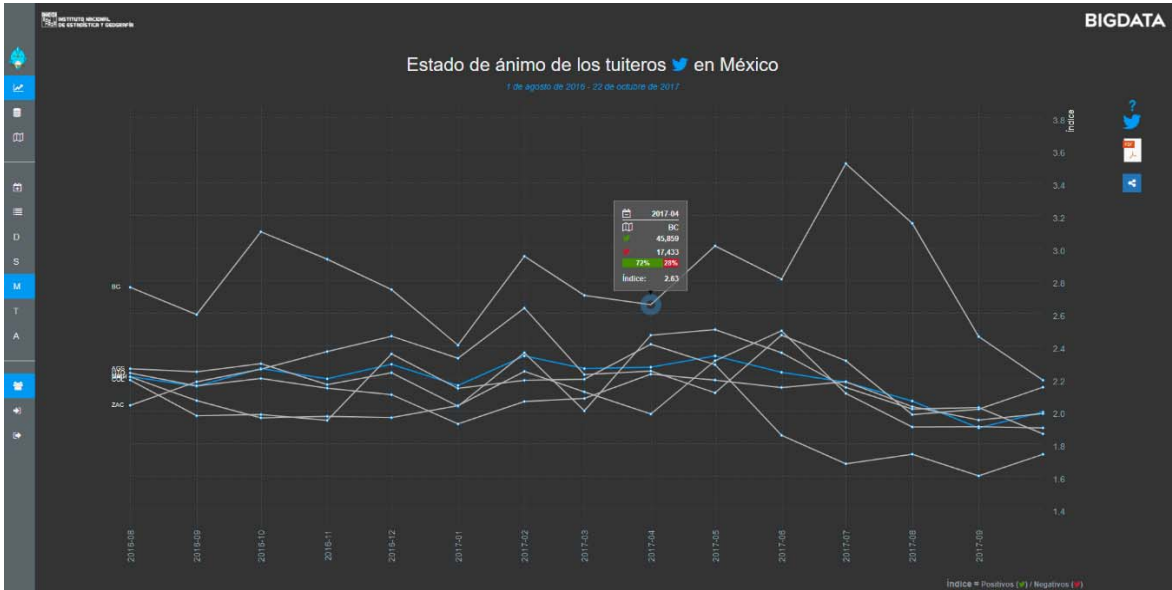 INSTITUTO NACIONAL
DE ESTADÍSTICA Y GEOGRAFÍA
BIGDATA
Estado de ánimo de los tuiteros en México
1 de agosto de 2016 - 22 de octubre de 2017
?
Índice
3.8
3.6
3.4
3.2
3.0
2.8
2.6
2.4
2.2
2.0
1.8
1.6
1.4
D
S
M
T
A
2017-04
BC
45,859
17,433
72% 28%
Índice: 2.63
BC
AGS
COL
ZAC
2016-08
2016-09
2016-10
2016-11
2016-12
2017-01
2017-02
2017-03
2017-04
2017-05
2017-06
2017-07
2017-08
2017-09
Índice = Positivos ( ) / Negativos ( )